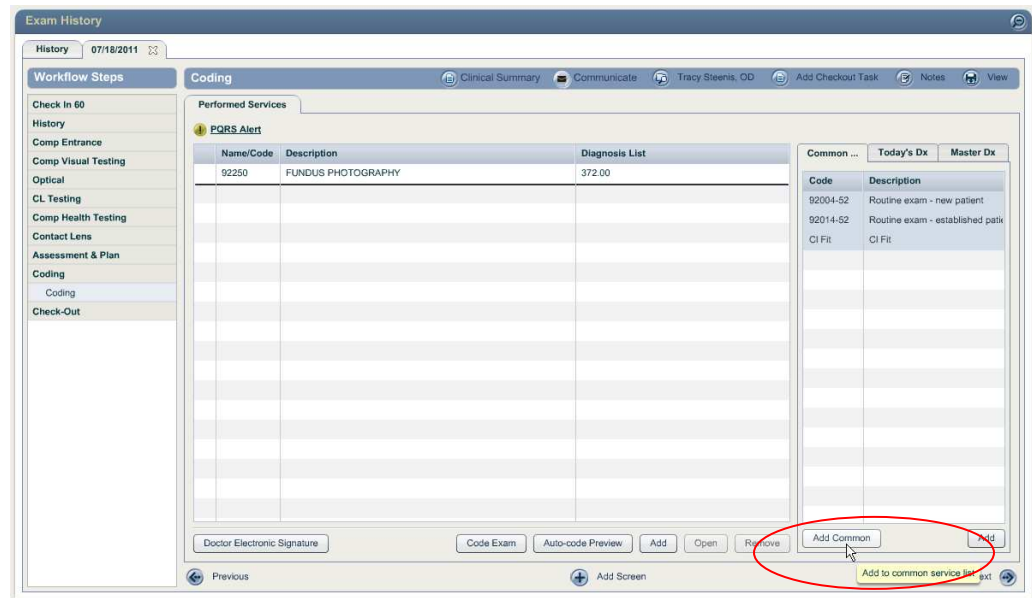 Exam History
History 07/18/2011
Workflow Steps
Check In 60
History
Comp Entrance
Comp Visual Testing
Optical
CL Testing
Comp Health Testing
Contact Lens
Assessment & Plan
Coding
Coding
Check-Out
Coding Clinical Summary Communicate Tracy Steenis, OD Add Checkout Task Notes View
Performed Services
PQRS Alert
Name/Code Description Diagnosis List
92250 FUNDUS PHOTOGRAPHY 372.00
Common ... Today's Dx Master Dx
Code Description
92004-52 Routine exam - new patient
92014-52 Routine exam - established patie
Cl Fit Cl Fit
Doctor Electronic Signature Code Exam Auto-code Preview Add Open Remove
Add Common Add
Add to common service list
Previous Add Screen ext